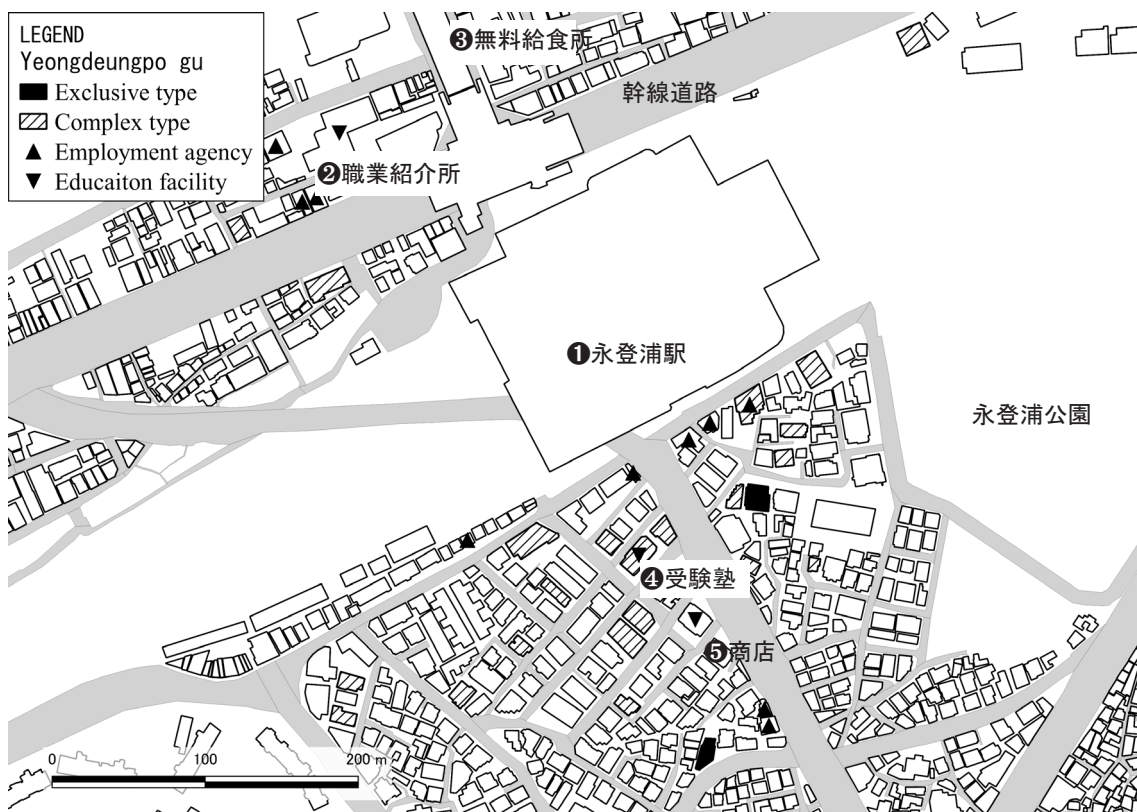 LEGEND
Yeongdeungpo gu
Exclusive type
Complex type
▲ Employment agency
▼ Educaiton facility
❸無料給食所
幹線道路
❷職業紹介所
❶永登浦駅
永登浦公園
❹受験塾
❺商店
0 100 200 m